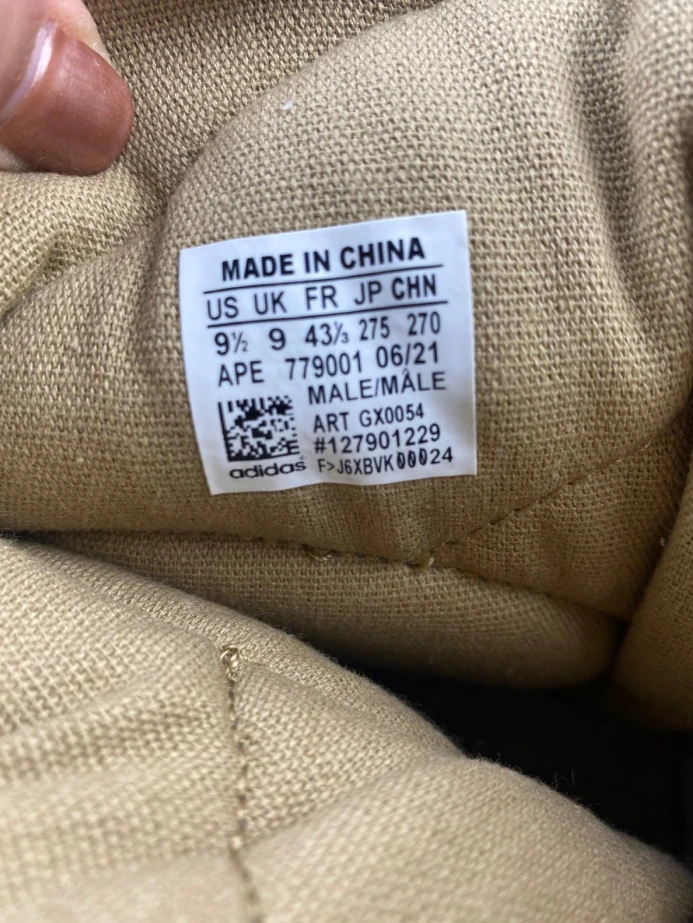 MADE IN CHINA
US UK FR JP CHN
9½ 9 43⅓ 275 270
APE 779001 06/21
MALE/MÂLE
ART GX0054
#127901229
adidas F>J6XBVK00024